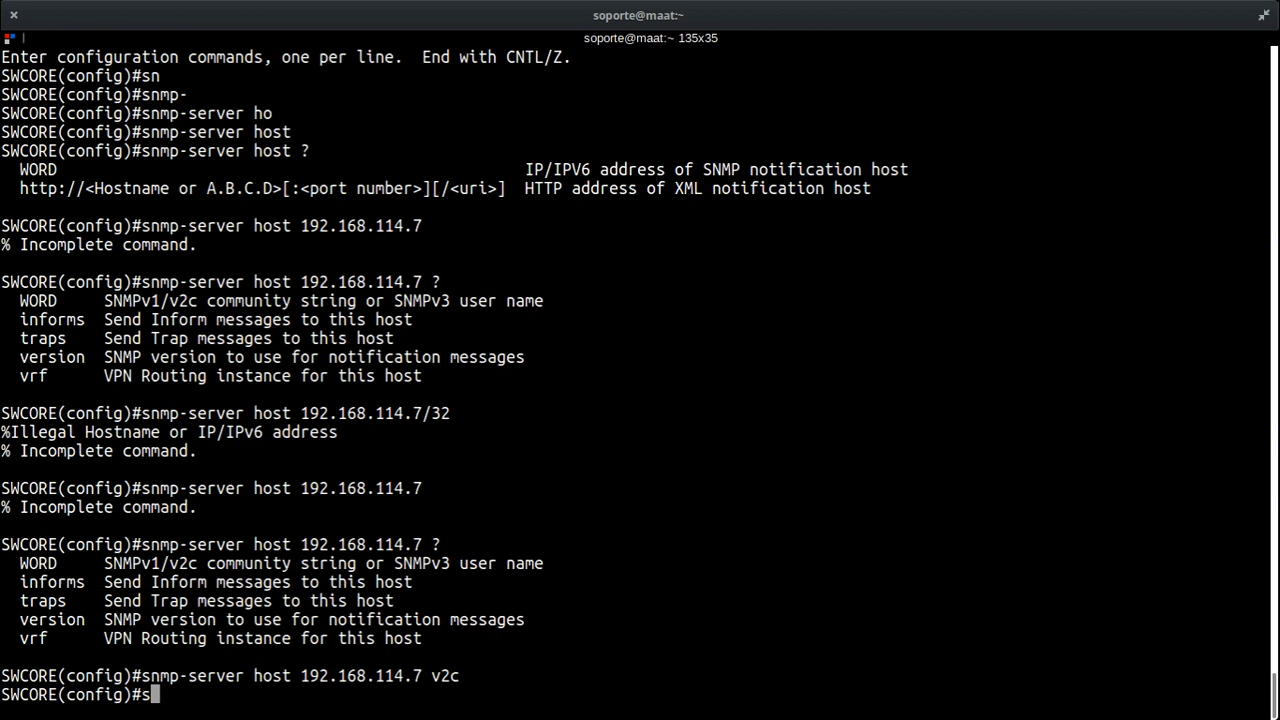 soporte@maat:~
soporte@maat:~ 135x35
Enter configuration commands, one per line.  End with CNTL/Z.
SWCORE(config)#sn
SWCORE(config)#snmp-
SWCORE(config)#snmp-server ho
SWCORE(config)#snmp-server host
SWCORE(config)#snmp-server host ?
  WORD                                                  IP/IPV6 address of SNMP notification host
  http://<Hostname or A.B.C.D>[:<port number>][/<uri>]  HTTP address of XML notification host
SWCORE(config)#snmp-server host 192.168.114.7
% Incomplete command.
SWCORE(config)#snmp-server host 192.168.114.7 ?
  WORD     SNMPv1/v2c community string or SNMPv3 user name
  informs  Send Inform messages to this host
  traps    Send Trap messages to this host
  version  SNMP version to use for notification messages
  vrf      VPN Routing instance for this host
SWCORE(config)#snmp-server host 192.168.114.7/32
%Illegal Hostname or IP/IPv6 address
% Incomplete command.
SWCORE(config)#snmp-server host 192.168.114.7
% Incomplete command.
SWCORE(config)#snmp-server host 192.168.114.7 ?
  WORD     SNMPv1/v2c community string or SNMPv3 user name
  informs  Send Inform messages to this host
  traps    Send Trap messages to this host
  version  SNMP version to use for notification messages
  vrf      VPN Routing instance for this host
SWCORE(config)#snmp-server host 192.168.114.7 v2c
SWCORE(config)#s